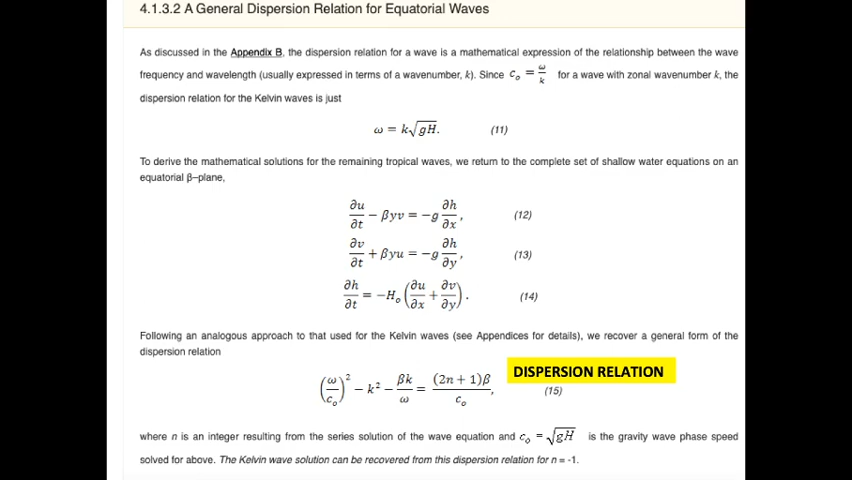 4.1.3.2 A General Dispersion Relation for Equatorial Waves
As discussed in the Appendix B, the dispersion relation for a wave is a mathematical expression of the relationship between the wave
frequency and wavelength (usually expressed in terms of a wavenumber, k). Since c₀ = ω/k for a wave with zonal wavenumber k, the
dispersion relation for the Kelvin waves is just
ω = k√gH. (11)
To derive the mathematical solutions for the remaining tropical waves, we return to the complete set of shallow water equations on an
equatorial β–plane,
∂u/∂t − βyv = −g ∂h/∂x, (12)
∂v/∂t + βyu = −g ∂h/∂y, (13)
∂h/∂t = −H₀ (∂u/∂x + ∂v/∂y). (14)
Following an analogous approach to that used for the Kelvin waves (see Appendices for details), we recover a general form of the
dispersion relation
DISPERSION RELATION
(ω/c₀)² − k² − βk/ω = (2n + 1)β/c₀, (15)
where n is an integer resulting from the series solution of the wave equation and c₀ = √gH is the gravity wave phase speed
solved for above. The Kelvin wave solution can be recovered from this dispersion relation for n = -1.